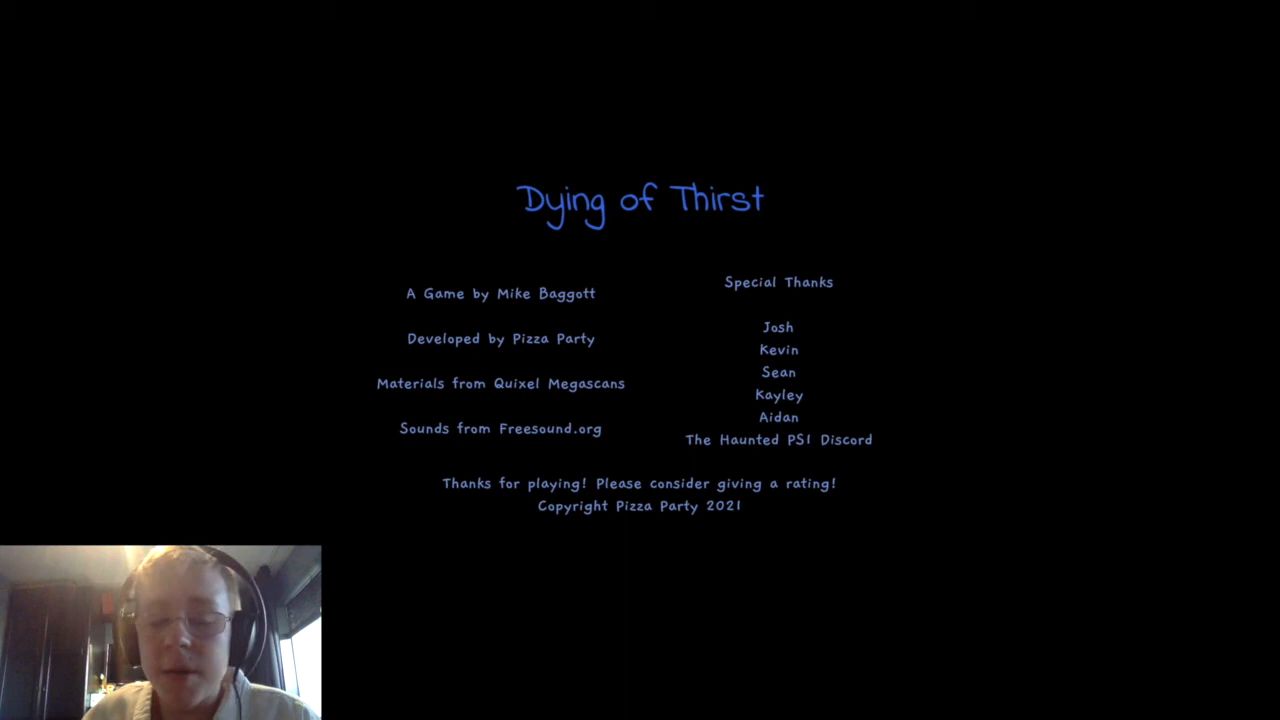 Dying of Thirst
A Game by Mike Baggott
Developed by Pizza Party
Materials from Quixel Megascans
Sounds from Freesound.org
Special Thanks
Josh
Kevin
Sean
Kayley
Aidan
The Haunted PS1 Discord
Thanks for playing! Please consider giving a rating!
Copyright Pizza Party 2021